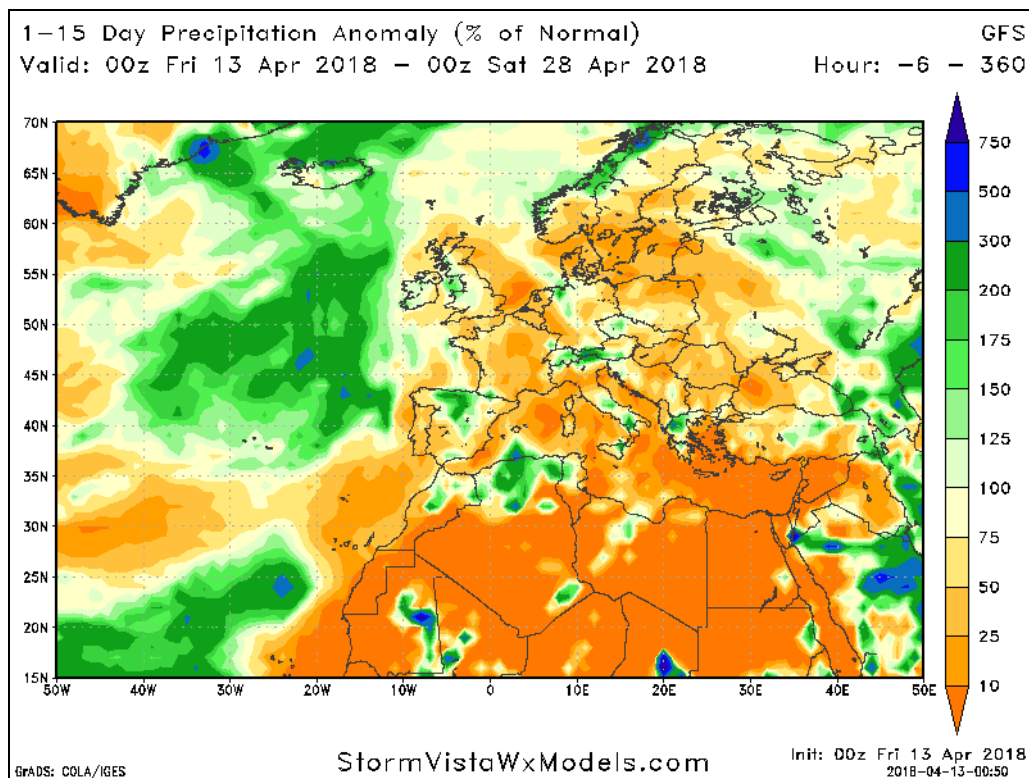 1-15 Day Precipitation Anomaly (% of Normal) GFS
Valid: 00z Fri 13 Apr 2018 - 00z Sat 28 Apr 2018 Hour: -6 - 360
70N
65N
60N
55N
50N
45N
40N
35N
30N
25N
20N
15N
50W 40W 30W 20W 10W 0 10E 20E 30E 40E 50E
750
500
300
200
175
150
125
100
75
50
25
10
GrADS: COLA/IGES
StormVistaWxModels.com
Init: 00z Fri 13 Apr 2018
2018-04-13-00:50